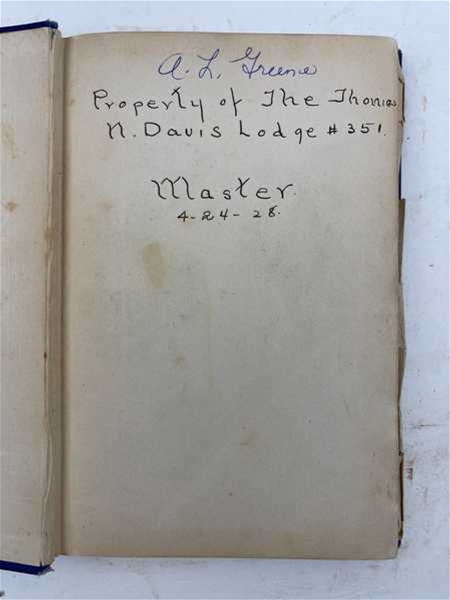 A. L. Greene
Property of The Thomas
N. Davis Lodge # 351.
Master.
4-24-28.